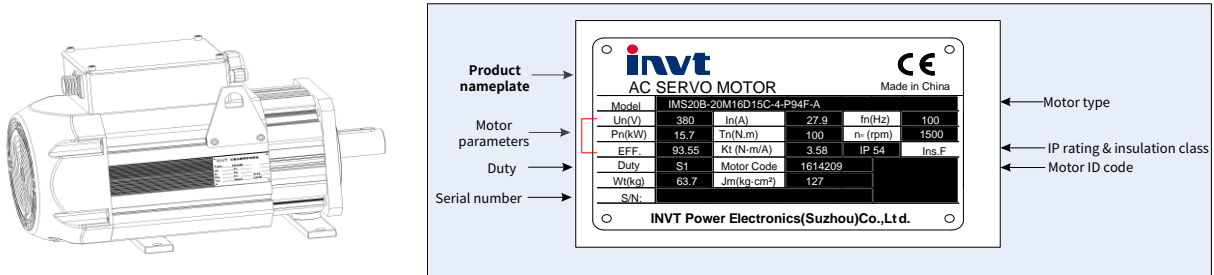 Product
nameplate
Motor
parameters
Duty
Serial number
invt
CE
AC SERVO MOTOR
Made in China
Model IMS20B-20M16D15C-4-P94F-A
Un(V) 380 In(A) 27.9 fn(Hz) 100
Pn(kW) 15.7 Tn(N.m) 100 nₙ (rpm) 1500
EFF. 93.55 Kt (N·m/A) 3.58 IP 54 Ins.F
Duty S1 Motor Code 1614209
Wt(kg) 63.7 Jm(kg·cm²) 127
S/N:
INVT Power Electronics(Suzhou)Co.,Ltd.
Motor type
IP rating & insulation class
Motor ID code
invt